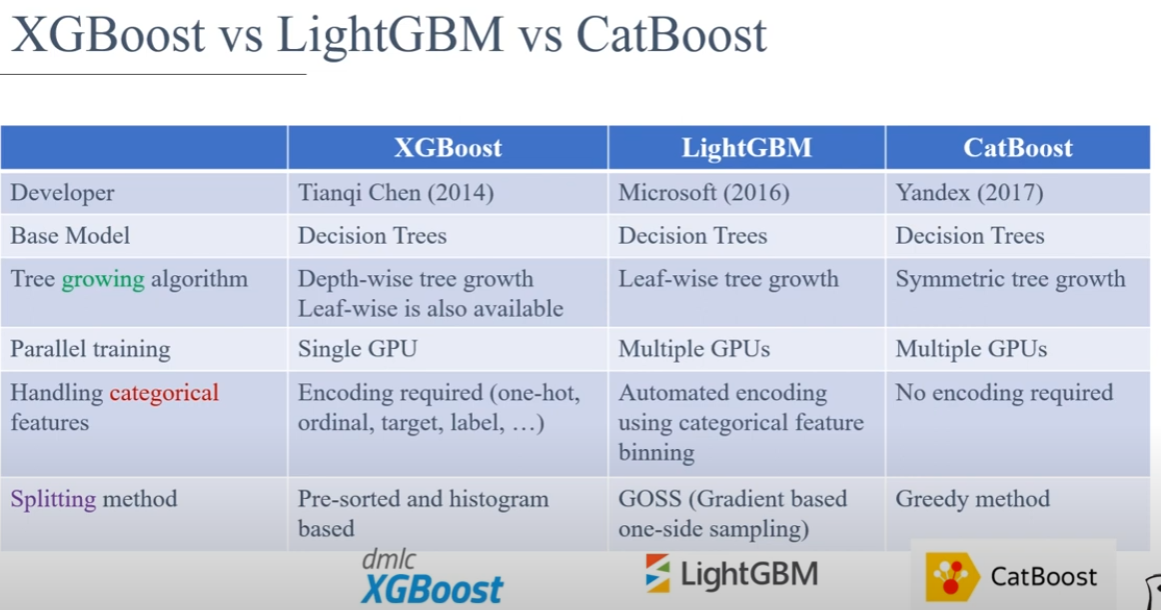 XGBoost vs LightGBM vs CatBoost
XGBoost LightGBM CatBoost
Developer Tianqi Chen (2014) Microsoft (2016) Yandex (2017)
Base Model Decision Trees Decision Trees Decision Trees
Tree growing algorithm Depth-wise tree growth Leaf-wise tree growth Symmetric tree growth
Leaf-wise is also available
Parallel training Single GPU Multiple GPUs Multiple GPUs
Handling categorical Encoding required (one-hot, Automated encoding No encoding required
features ordinal, target, label, …) using categorical feature
binning
Splitting method Pre-sorted and histogram GOSS (Gradient based Greedy method
based one-side sampling)
dmlc
XGBoost LightGBM CatBoost